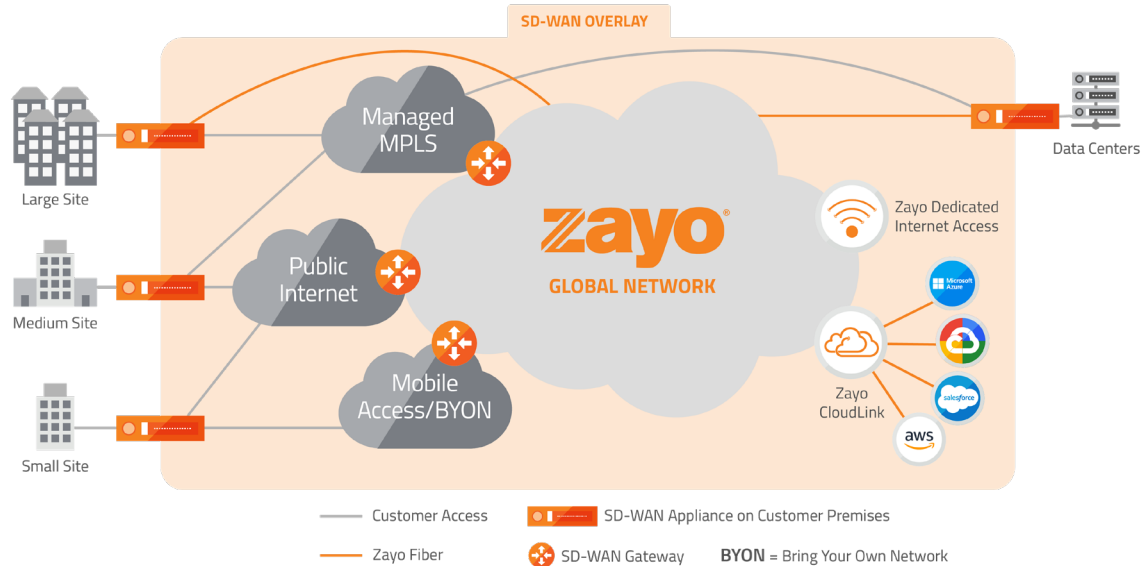 SD-WAN OVERLAY
Managed
MPLS
Large Site
Data Centers
zayo®
GLOBAL NETWORK
Zayo Dedicated
Internet Access
Public
Internet
Medium Site
Microsoft
Azure
Mobile
Access/BYON
Zayo
CloudLink
salesforce
aws
Small Site
Customer Access
SD-WAN Appliance on Customer Premises
Zayo Fiber
SD-WAN Gateway
BYON = Bring Your Own Network